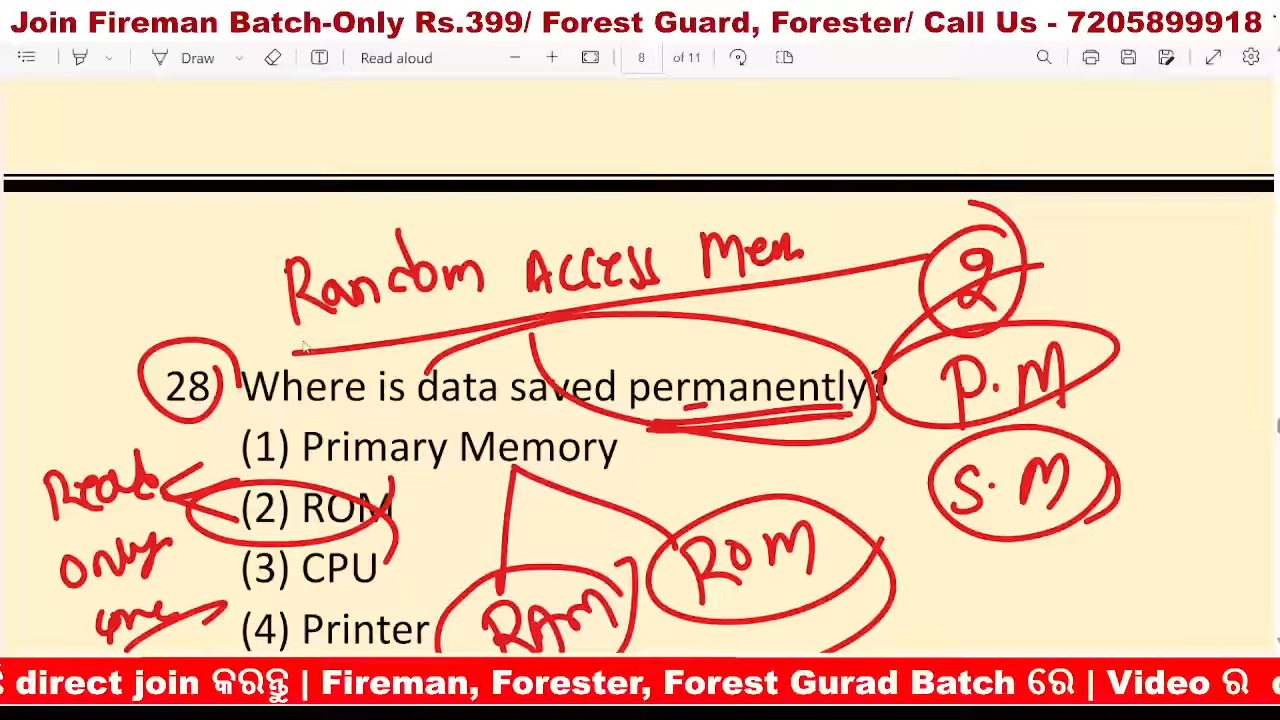 Join Fireman Batch-Only Rs.399/ Forest Guard, Forester/ Call Us - 7205899918
Draw Read aloud 8 of 11
Random Access Mem
2
28) Where is data saved permanently?
P.M
(1) Primary Memory
S.M
Read
(2) ROM
ROM
only
(3) CPU
RAM
(4) Printer
direct join କରନ୍ତୁ | Fireman, Forester, Forest Gurad Batch ରେ | Video ର